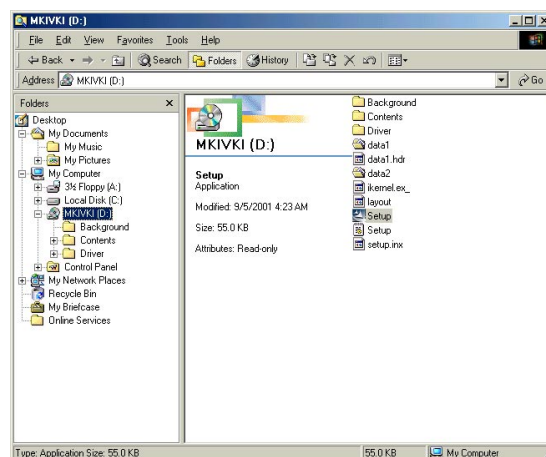 MKIVKI (D:)
File Edit View Favorites Tools Help
Back Search Folders History
Address MKIVKI (D:) Go
Folders x
Desktop
My Documents
My Music
My Pictures
My Computer
3½ Floppy (A:)
Local Disk (C:)
MKIVKI (D:)
Background
Contents
Driver
Control Panel
My Network Places
Recycle Bin
My Briefcase
Online Services
MKIVKI (D:)
Setup
Application
Modified: 9/5/2001 4:23 AM
Size: 55.0 KB
Attributes: Read-only
Background
Contents
Driver
data1
data1.hdr
data2
ikernel.ex_
layout
Setup
Setup
setup.inx
Type: Application Size: 55.0 KB 55.0 KB My Computer